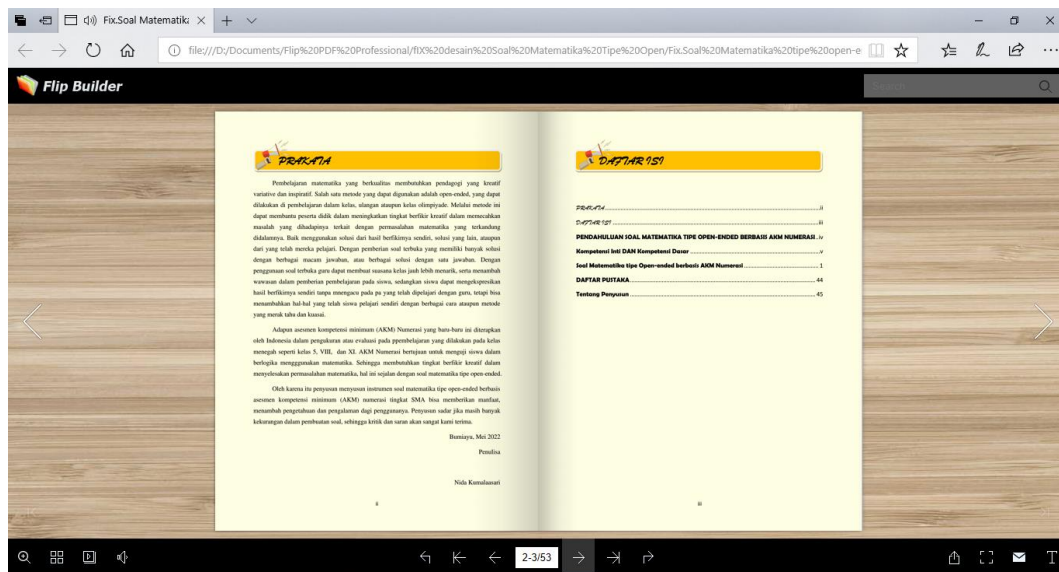 Fix.Soal Matematika
file:///D:/Documents/Flip%20PDF%20Professional/fIX%20desain%20Soal%20Matematika%20Tipe%20Open/Fix.Soal%20Matematika%20tipe%20open-e
Flip Builder
Search
PRAKATA
Pembelajaran matematika yang berkualitas membutuhkan pendagogi yang kreatif
variative dan inspiratif. Salah satu metode yang dapat digunakan adalah open-ended, yang dapat
dilakukan di pembelajaran dalam kelas, ulangan ataupun kelas olimpiyade. Melalui metode ini
dapat membantu peserta didik dalam meningkatkan tingkat berfikir kreatif dalam memecahkan
masalah yang dihadapinya terkait dengan permasalahan matematika yang terkandung
didalamnya. Baik menggunakan solusi dari hasil berfikirnya sendiri, solusi yang lain, ataupun
dari yang telah mereka pelajari. Dengan pemberian soal terbuka yang memiliki banyak solusi
dengan berbagai macam jawaban, atau berbagai solusi dengan satu jawaban. Dengan
penggunaan soal terbuka guru dapat membuat suasana kelas jauh lebih menarik, serta menambah
wawasan dalam pemberian pembelajaran pada siswa, sedangkan siswa dapat mengekspresikan
hasil berfikirnya sendiri tanpa mnengacu pada pa yang telah dipelajari dengan guru, tetapi bisa
menambahkan hal-hal yang telah siswa pelajari sendiri dengan berbagai cara ataupun metode
yang merak tahu dan kuasai.
Adapun asesmen kompetensi minimum (AKM) Numerasi yang baru-baru ini diterapkan
oleh Indonesia dalam pengukuran atau evaluasi pada ppembelajaran yang dilakukan pada kelas
menegah seperti kelas 5, VIII, dan XI. AKM Numerasi bertujuan untuk menguji siswa dalam
berlogika mengggunakan matematika. Sehingga membutuhkan tingkat berfikir kreatif dalam
menyelesakan permasalahan matematika, hal ini sejalan dengan soal matematika tipe open-ended.
Oleh karena itu penyusun menyusun instrumen soal matematika tipe open-ended berbasis
asesmen kompetensi minimum (AKM) numerasi tingkat SMA bisa memberikan manfaat,
menambah pengetahuan dan pengalaman dagi penggunanya. Penyusun sadar jika masih banyak
kekurangan dalam pembuatan soal, sehingga kritik dan saran akan sangat kami terima.
Bumiayu, Mei 2022
Penulisa
Nida Kumalaasari
ii
DAFTAR ISI
PRAKATA ii
DAFTAR ISI iii
PENDAHULUAN SOAL MATEMATIKA TIPE OPEN-ENDED BERBASIS AKM NUMERASI . iv
Kompetensi Inti DAN Kompetensi Dasar v
Soal Matematika tipe Open-ended berbasis AKM Numerasi 1
DAFTAR PUSTAKA 44
Tentang Penyusun 45
iii
2-3/53